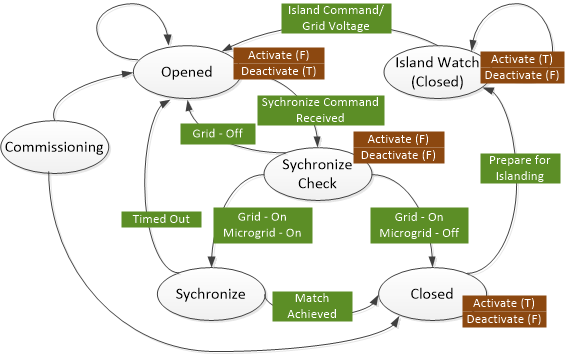 Island Command/
Grid Voltage
Activate (F)
Deactivate (T)
Opened
Activate (T)
Deactivate (F)
Island Watch
(Closed)
Sychronize Command
Received
Grid - Off
Activate (F)
Deactivate (F)
Commissioning
Sychronize
Check
Prepare for
Islanding
Timed Out
Grid - On
Microgrid - On
Grid - On
Microgrid - Off
Sychronize
Match
Achieved
Closed
Activate (T)
Deactivate (F)